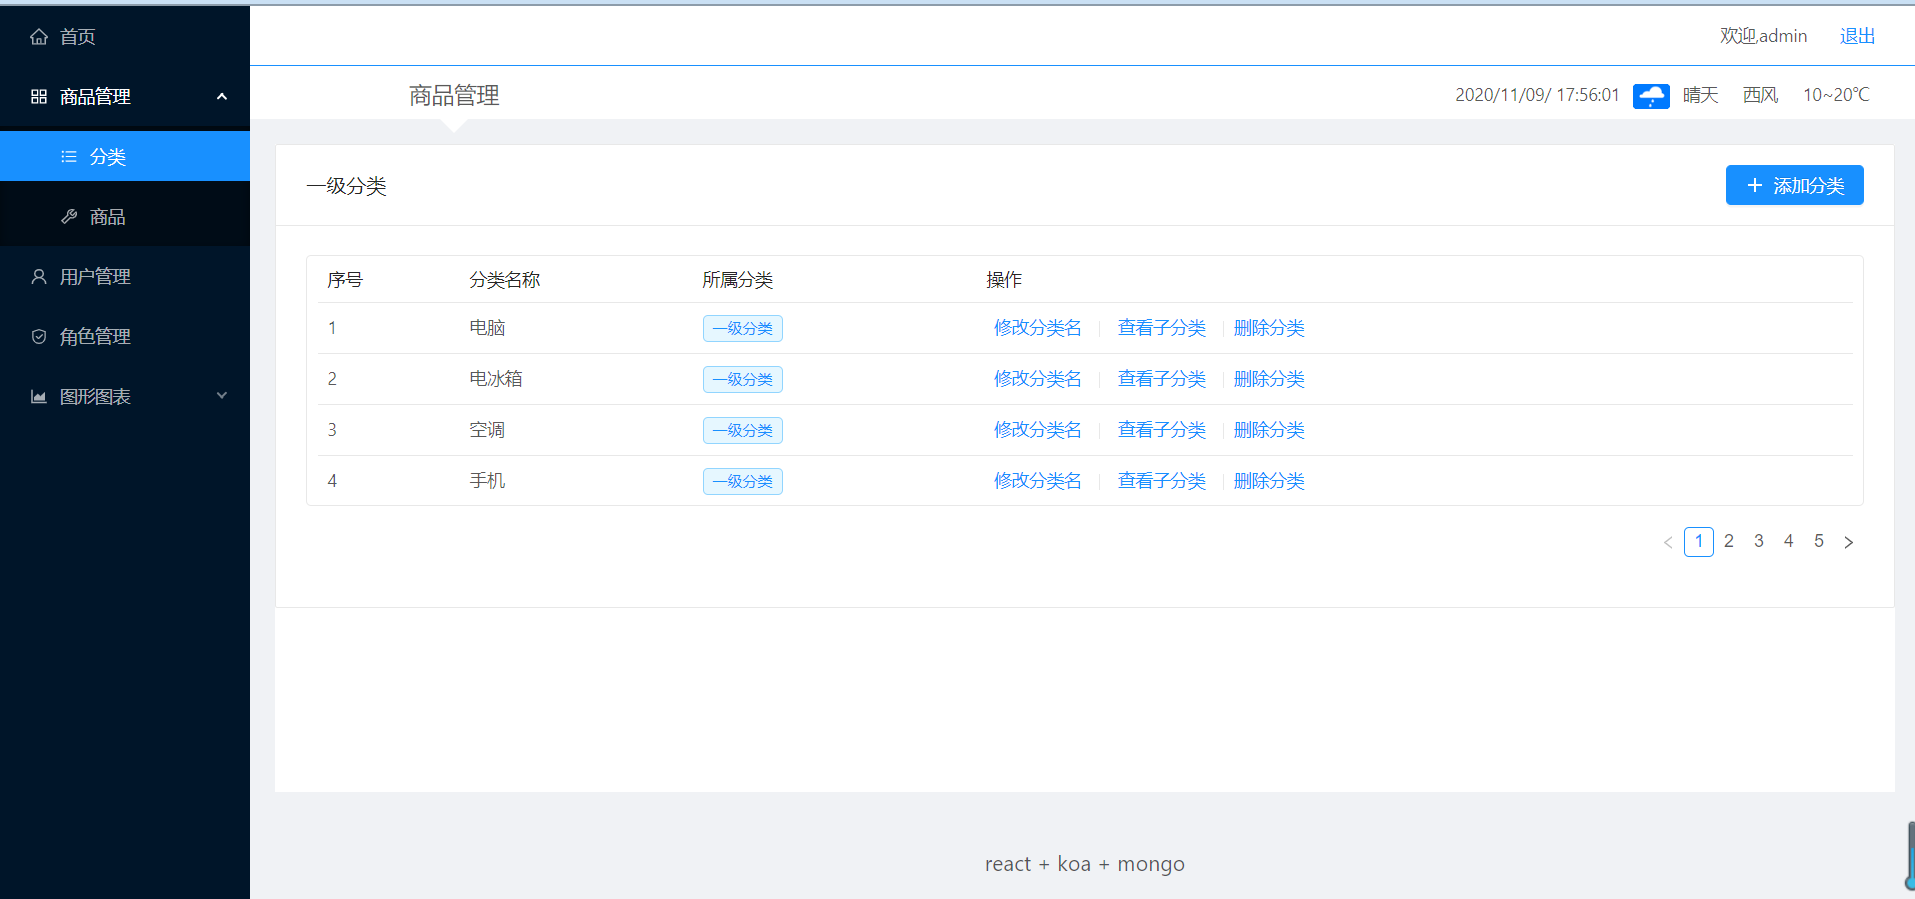 首页
商品管理
分类
商品
用户管理
角色管理
图形图表
欢迎,admin 退出
商品管理 2020/11/09/ 17:56:01 晴天 西风 10~20℃
一级分类 添加分类
序号 分类名称 所属分类 操作
1 电脑 一级分类 修改分类名 查看子分类 删除分类
2 电冰箱 一级分类 修改分类名 查看子分类 删除分类
3 空调 一级分类 修改分类名 查看子分类 删除分类
4 手机 一级分类 修改分类名 查看子分类 删除分类
< 1 2 3 4 5 >
react + koa + mongo